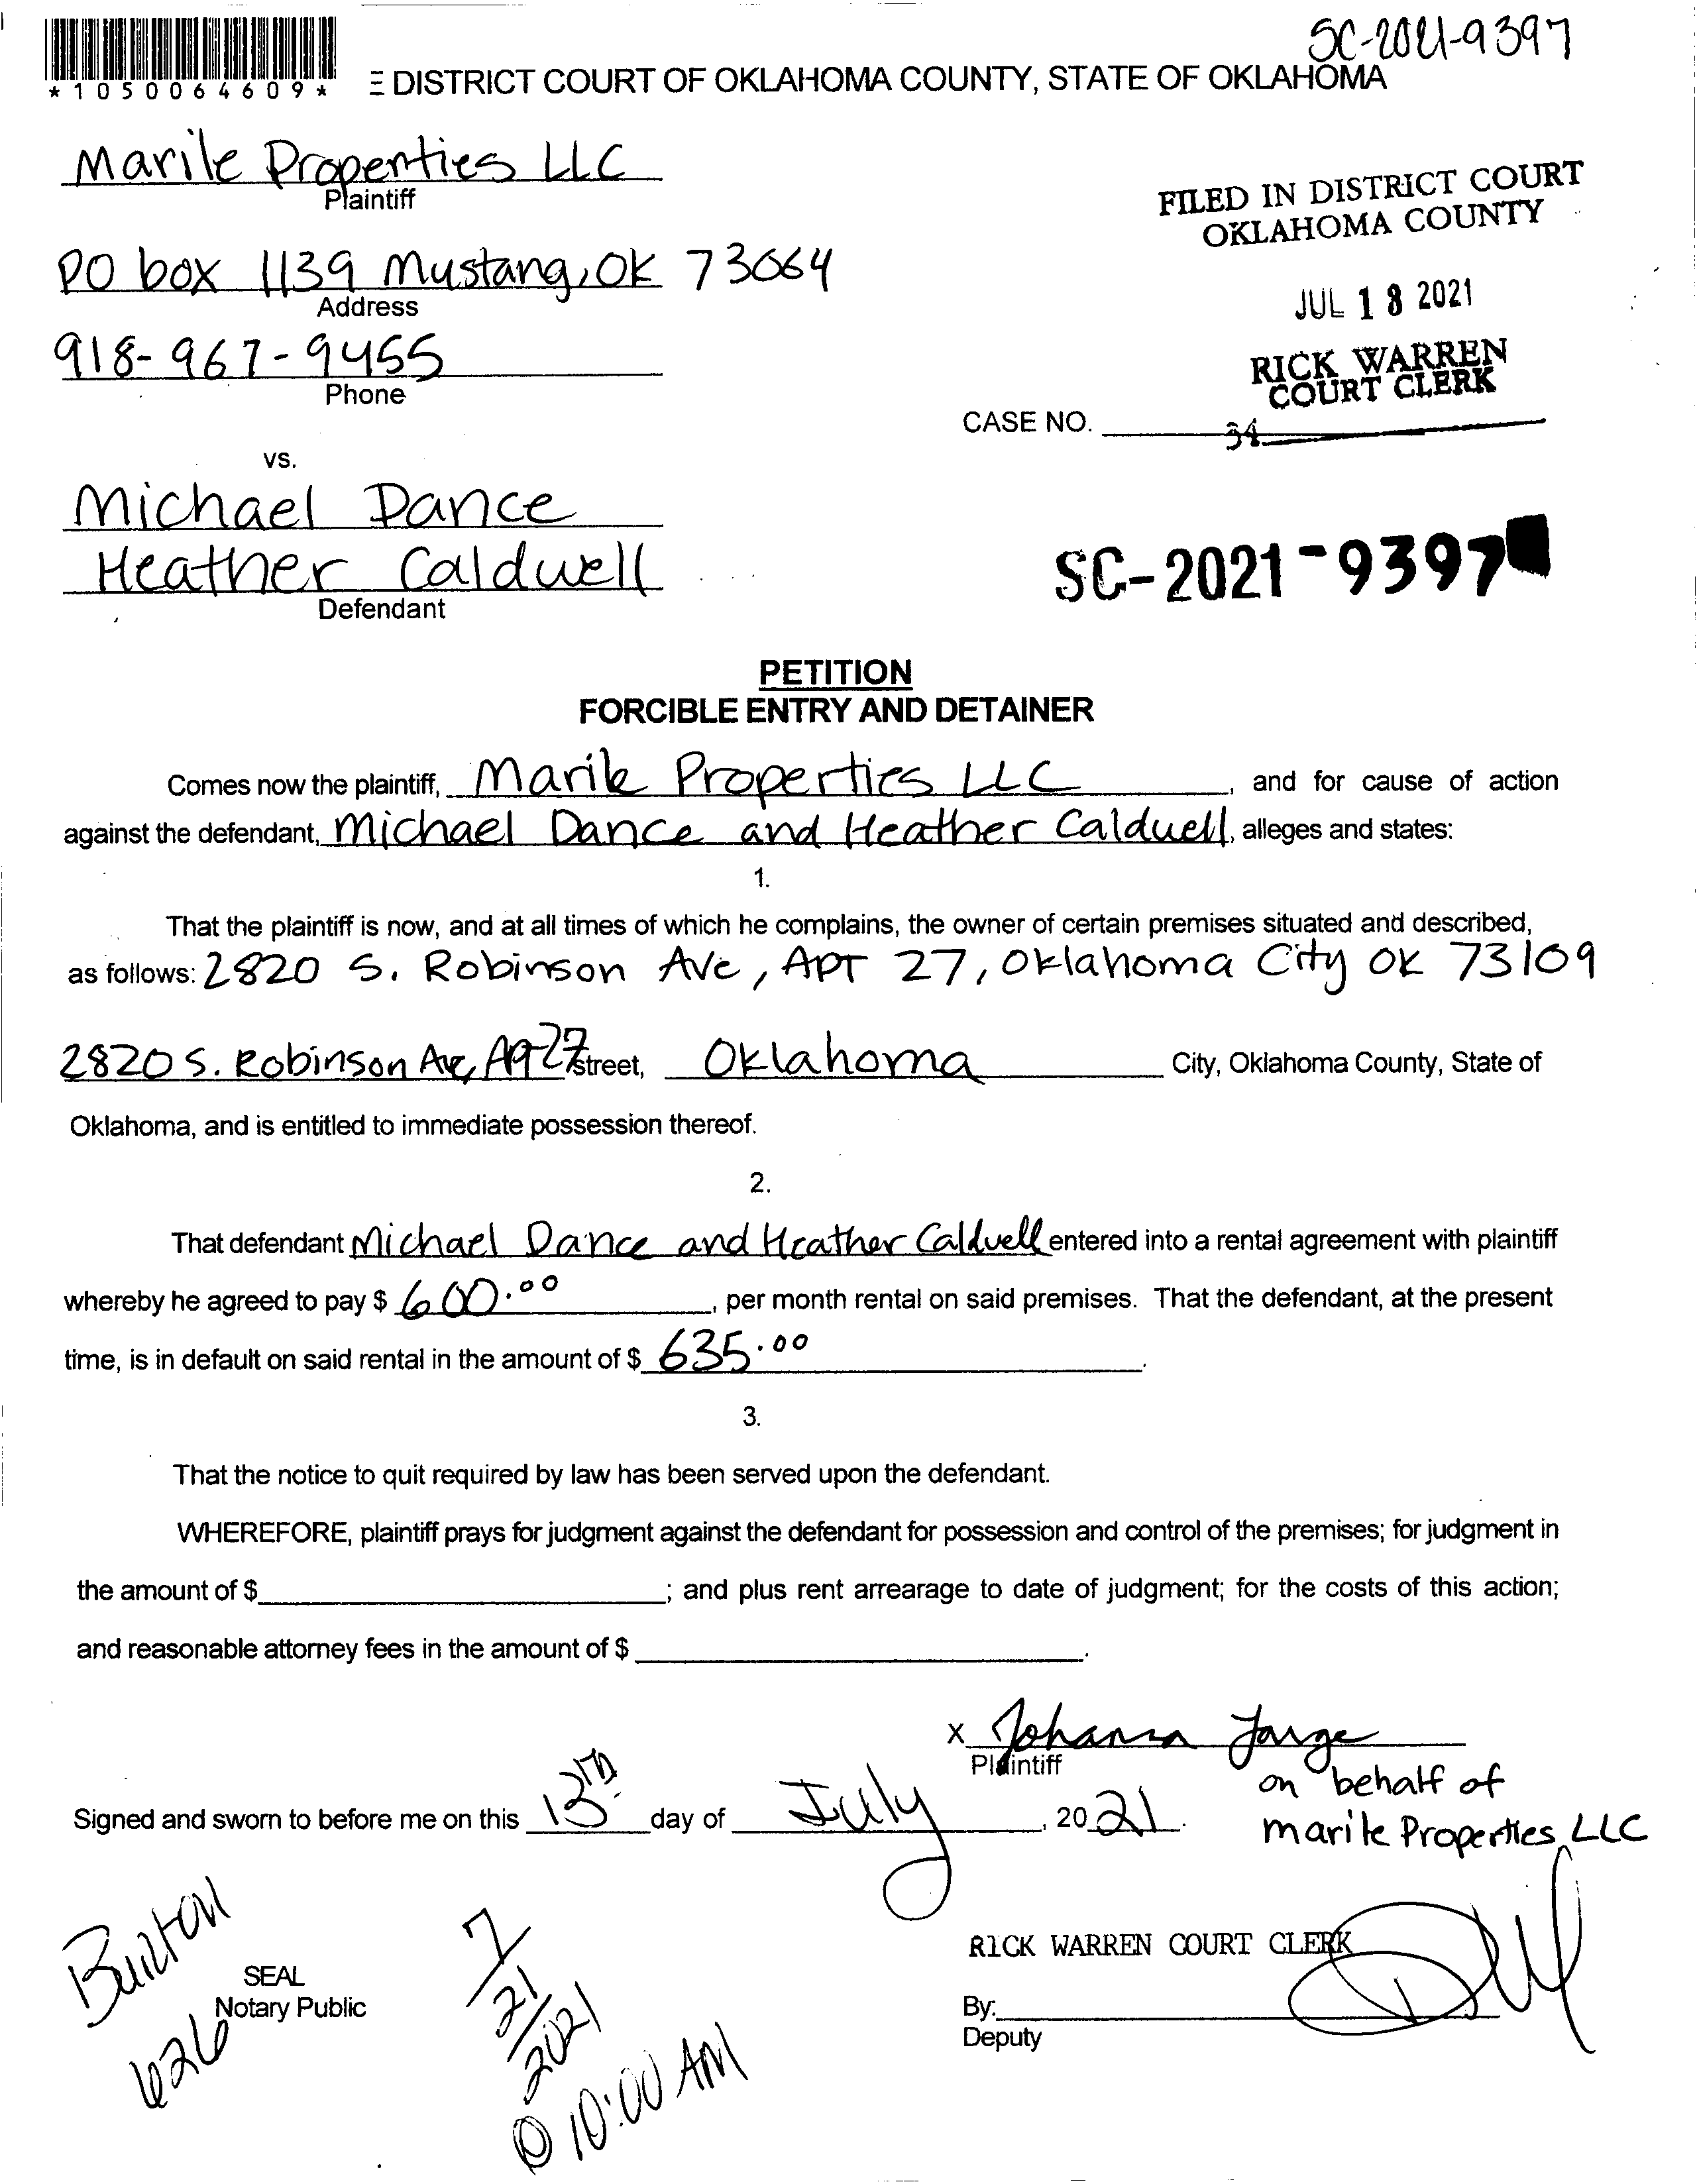 SC-2021-9397
*1050064609*
E DISTRICT COURT OF OKLAHOMA COUNTY, STATE OF OKLAHOMA
Marile Properties LLC
Plaintiff
FILED IN DISTRICT COURT
OKLAHOMA COUNTY
PO box 1139 Mustang, OK 73064
Address
JUL 13 2021
918-967-9455
Phone
RICK WARREN
COURT CLERK
CASE NO.
34
vs.
Michael Dance
Heather Caldwell
Defendant
SC-2021-9397
PETITION
FORCIBLE ENTRY AND DETAINER
Comes now the plaintiff, Marile Properties LLC, and for cause of action
against the defendant, Michael Dance and Heather Caldwell, alleges and states:
1.
That the plaintiff is now, and at all times of which he complains, the owner of certain premises situated and described,
as follows: 2820 S. Robinson Ave, APT 27, Oklahoma City OK 73109
2820 S. Robinson Ave, 27 street, Oklahoma City, Oklahoma County, State of
Oklahoma, and is entitled to immediate possession thereof.
2.
That defendant Michael Dance and Heather Caldwell entered into a rental agreement with plaintiff
whereby he agreed to pay $ 600.00, per month rental on said premises. That the defendant, at the present
time, is in default on said rental in the amount of $ 635.00.
3.
That the notice to quit required by law has been served upon the defendant.
WHEREFORE, plaintiff prays for judgment against the defendant for possession and control of the premises; for judgment in
the amount of $; and plus rent arrearage to date of judgment; for the costs of this action;
and reasonable attorney fees in the amount of $.
X Johanna
Plaintiff
on behalf of
Marile Properties LLC
Signed and sworn to before me on this 13th day of July, 2021.
Burton
626
SEAL
Notary Public
7/21/2021
@ 10:00 AM
RICK WARREN COURT CLERK
By:
Deputy